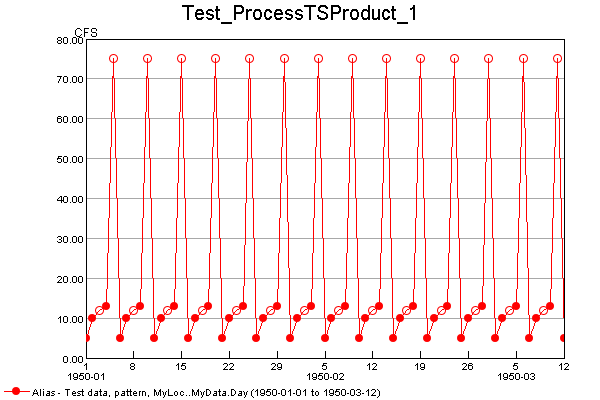 Test_ProcessTSProduct_1
CFS
80.00
70.00
60.00
50.00
40.00
30.00
20.00
10.00
0.00
1 8 15 22 29 5 12 19 26 5 12
1950-01 1950-02 1950-03
Alias - Test data, pattern, MyLoc..MyData.Day (1950-01-01 to 1950-03-12)